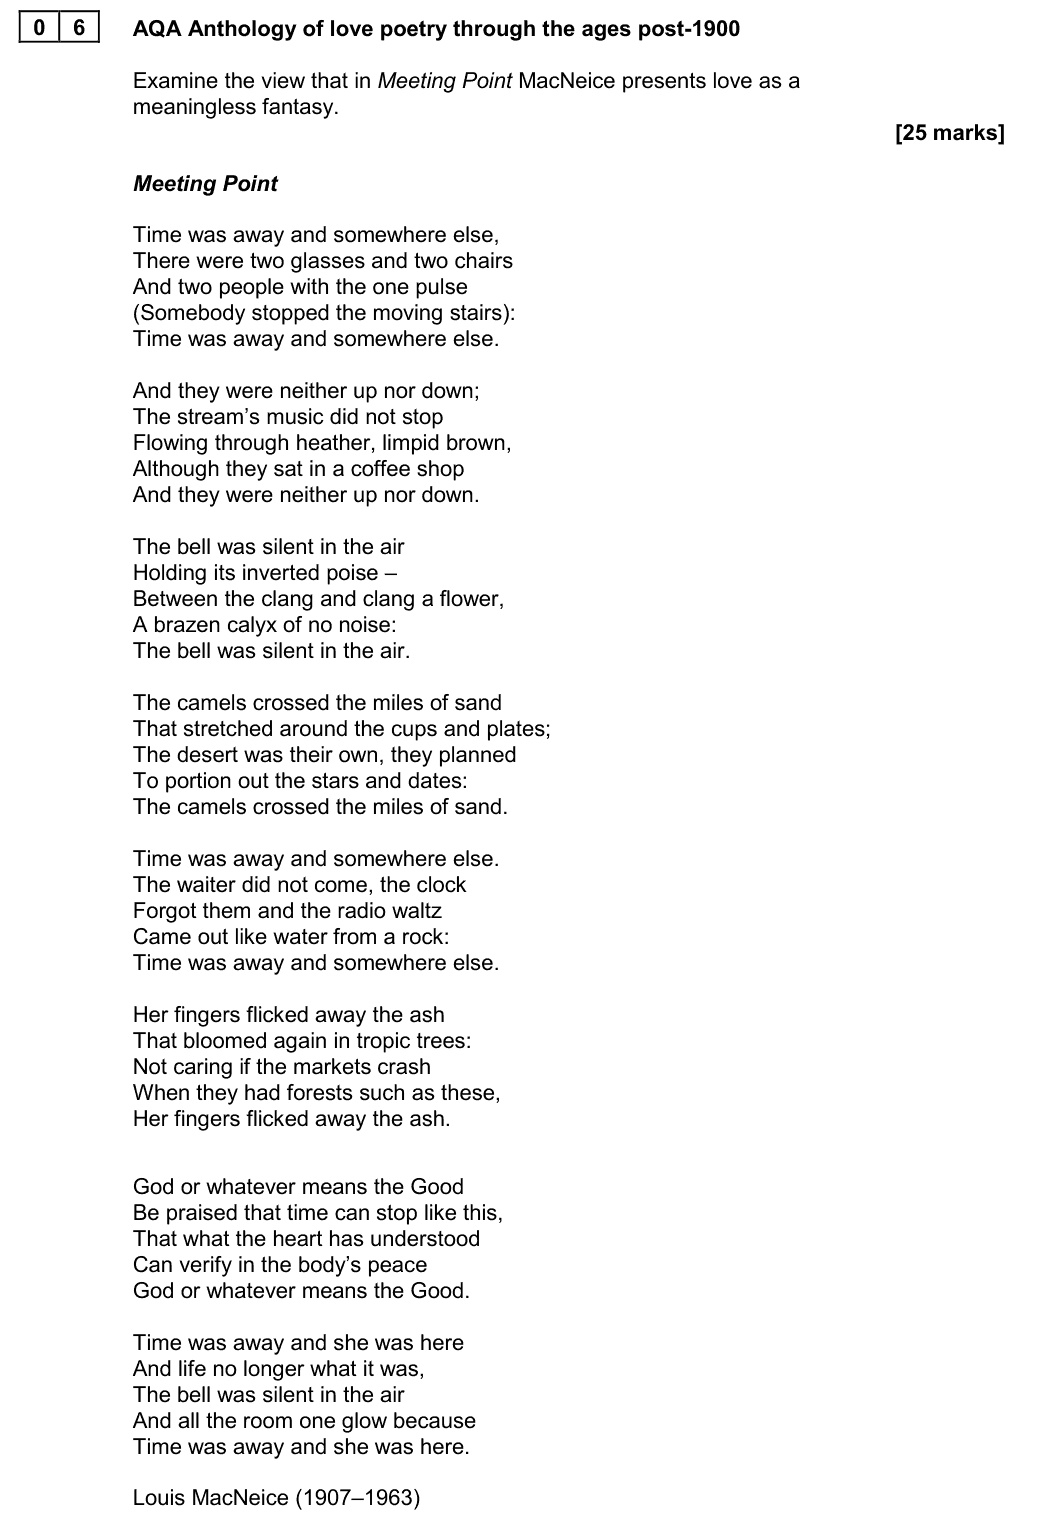 0 6 AQA Anthology of love poetry through the ages post-1900
Examine the view that in Meeting Point MacNeice presents love as a
meaningless fantasy.
[25 marks]
Meeting Point
Time was away and somewhere else,
There were two glasses and two chairs
And two people with the one pulse
(Somebody stopped the moving stairs):
Time was away and somewhere else.
And they were neither up nor down;
The stream’s music did not stop
Flowing through heather, limpid brown,
Although they sat in a coffee shop
And they were neither up nor down.
The bell was silent in the air
Holding its inverted poise –
Between the clang and clang a flower,
A brazen calyx of no noise:
The bell was silent in the air.
The camels crossed the miles of sand
That stretched around the cups and plates;
The desert was their own, they planned
To portion out the stars and dates:
The camels crossed the miles of sand.
Time was away and somewhere else.
The waiter did not come, the clock
Forgot them and the radio waltz
Came out like water from a rock:
Time was away and somewhere else.
Her fingers flicked away the ash
That bloomed again in tropic trees:
Not caring if the markets crash
When they had forests such as these,
Her fingers flicked away the ash.
God or whatever means the Good
Be praised that time can stop like this,
That what the heart has understood
Can verify in the body’s peace
God or whatever means the Good.
Time was away and she was here
And life no longer what it was,
The bell was silent in the air
And all the room one glow because
Time was away and she was here.
Louis MacNeice (1907–1963)